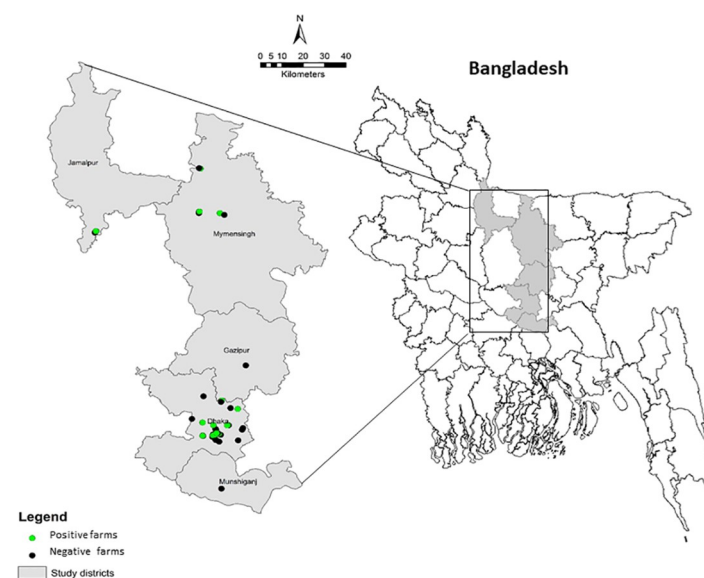 N
0 5 10 20 30 40
Kilometers
Bangladesh
Jamalpur
Mymensingh
Gazipur
Dhaka
Munshiganj
Legend
Positive farms
Negative farms
Study districts